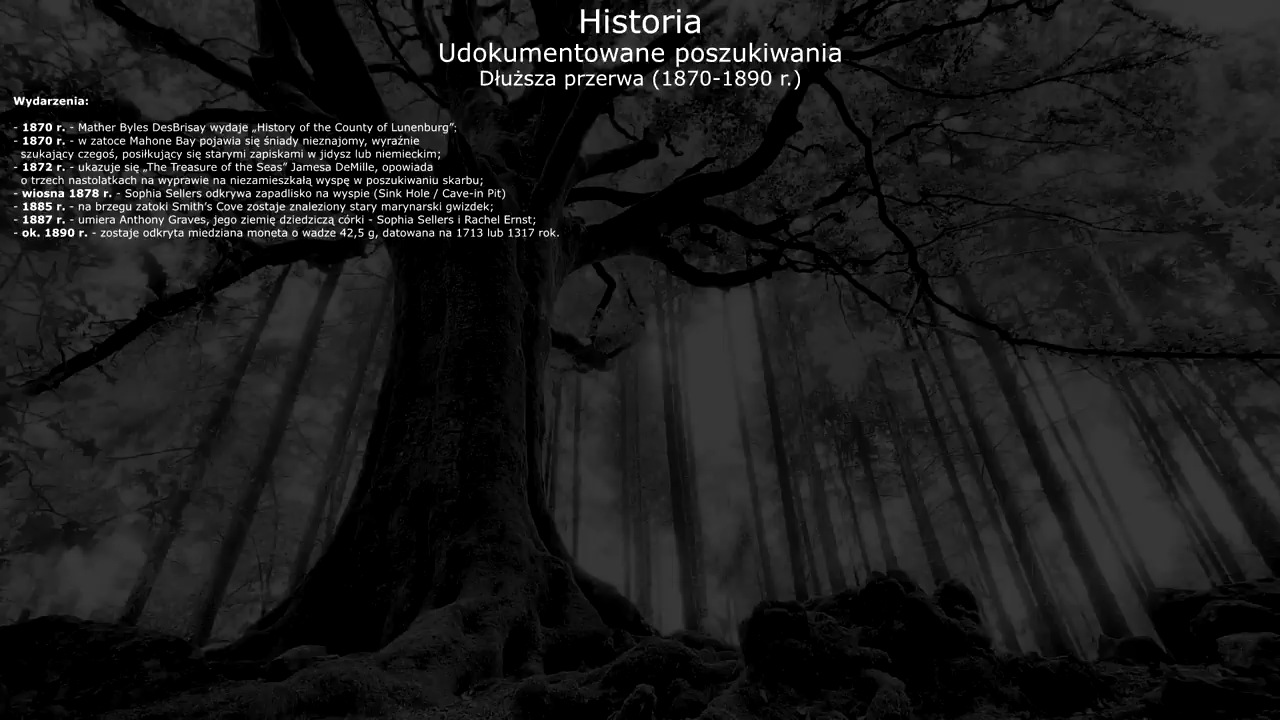 Historia
Udokumentowane poszukiwania
Dłuższa przerwa (1870-1890 r.)
Wydarzenia:
- 1870 r. - Mather Byles DesBrisay wydaje „History of the County of Lunenburg”;
- 1870 r. - w zatoce Mahone Bay pojawia się śniady nieznajomy, wyraźnie
szukający czegoś, posiłkujący się starymi zapiskami w jidysz lub niemieckim;
- 1872 r. - ukazuje się „The Treasure of the Seas” Jamesa DeMille, opowiada
o trzech nastolatkach na wyprawie na niezamieszkałą wyspę w poszukiwaniu skarbu;
- wiosna 1878 r. - Sophia Sellers odkrywa zapadlisko na wyspie (Sink Hole / Cave-in Pit)
- 1885 r. - na brzegu zatoki Smith’s Cove zostaje znaleziony stary marynarski gwizdek;
- 1887 r. - umiera Anthony Graves, jego ziemię dziedziczą córki - Sophia Sellers i Rachel Ernst;
- ok. 1890 r. - zostaje odkryta miedziana moneta o wadze 42,5 g, datowana na 1713 lub 1317 rok.